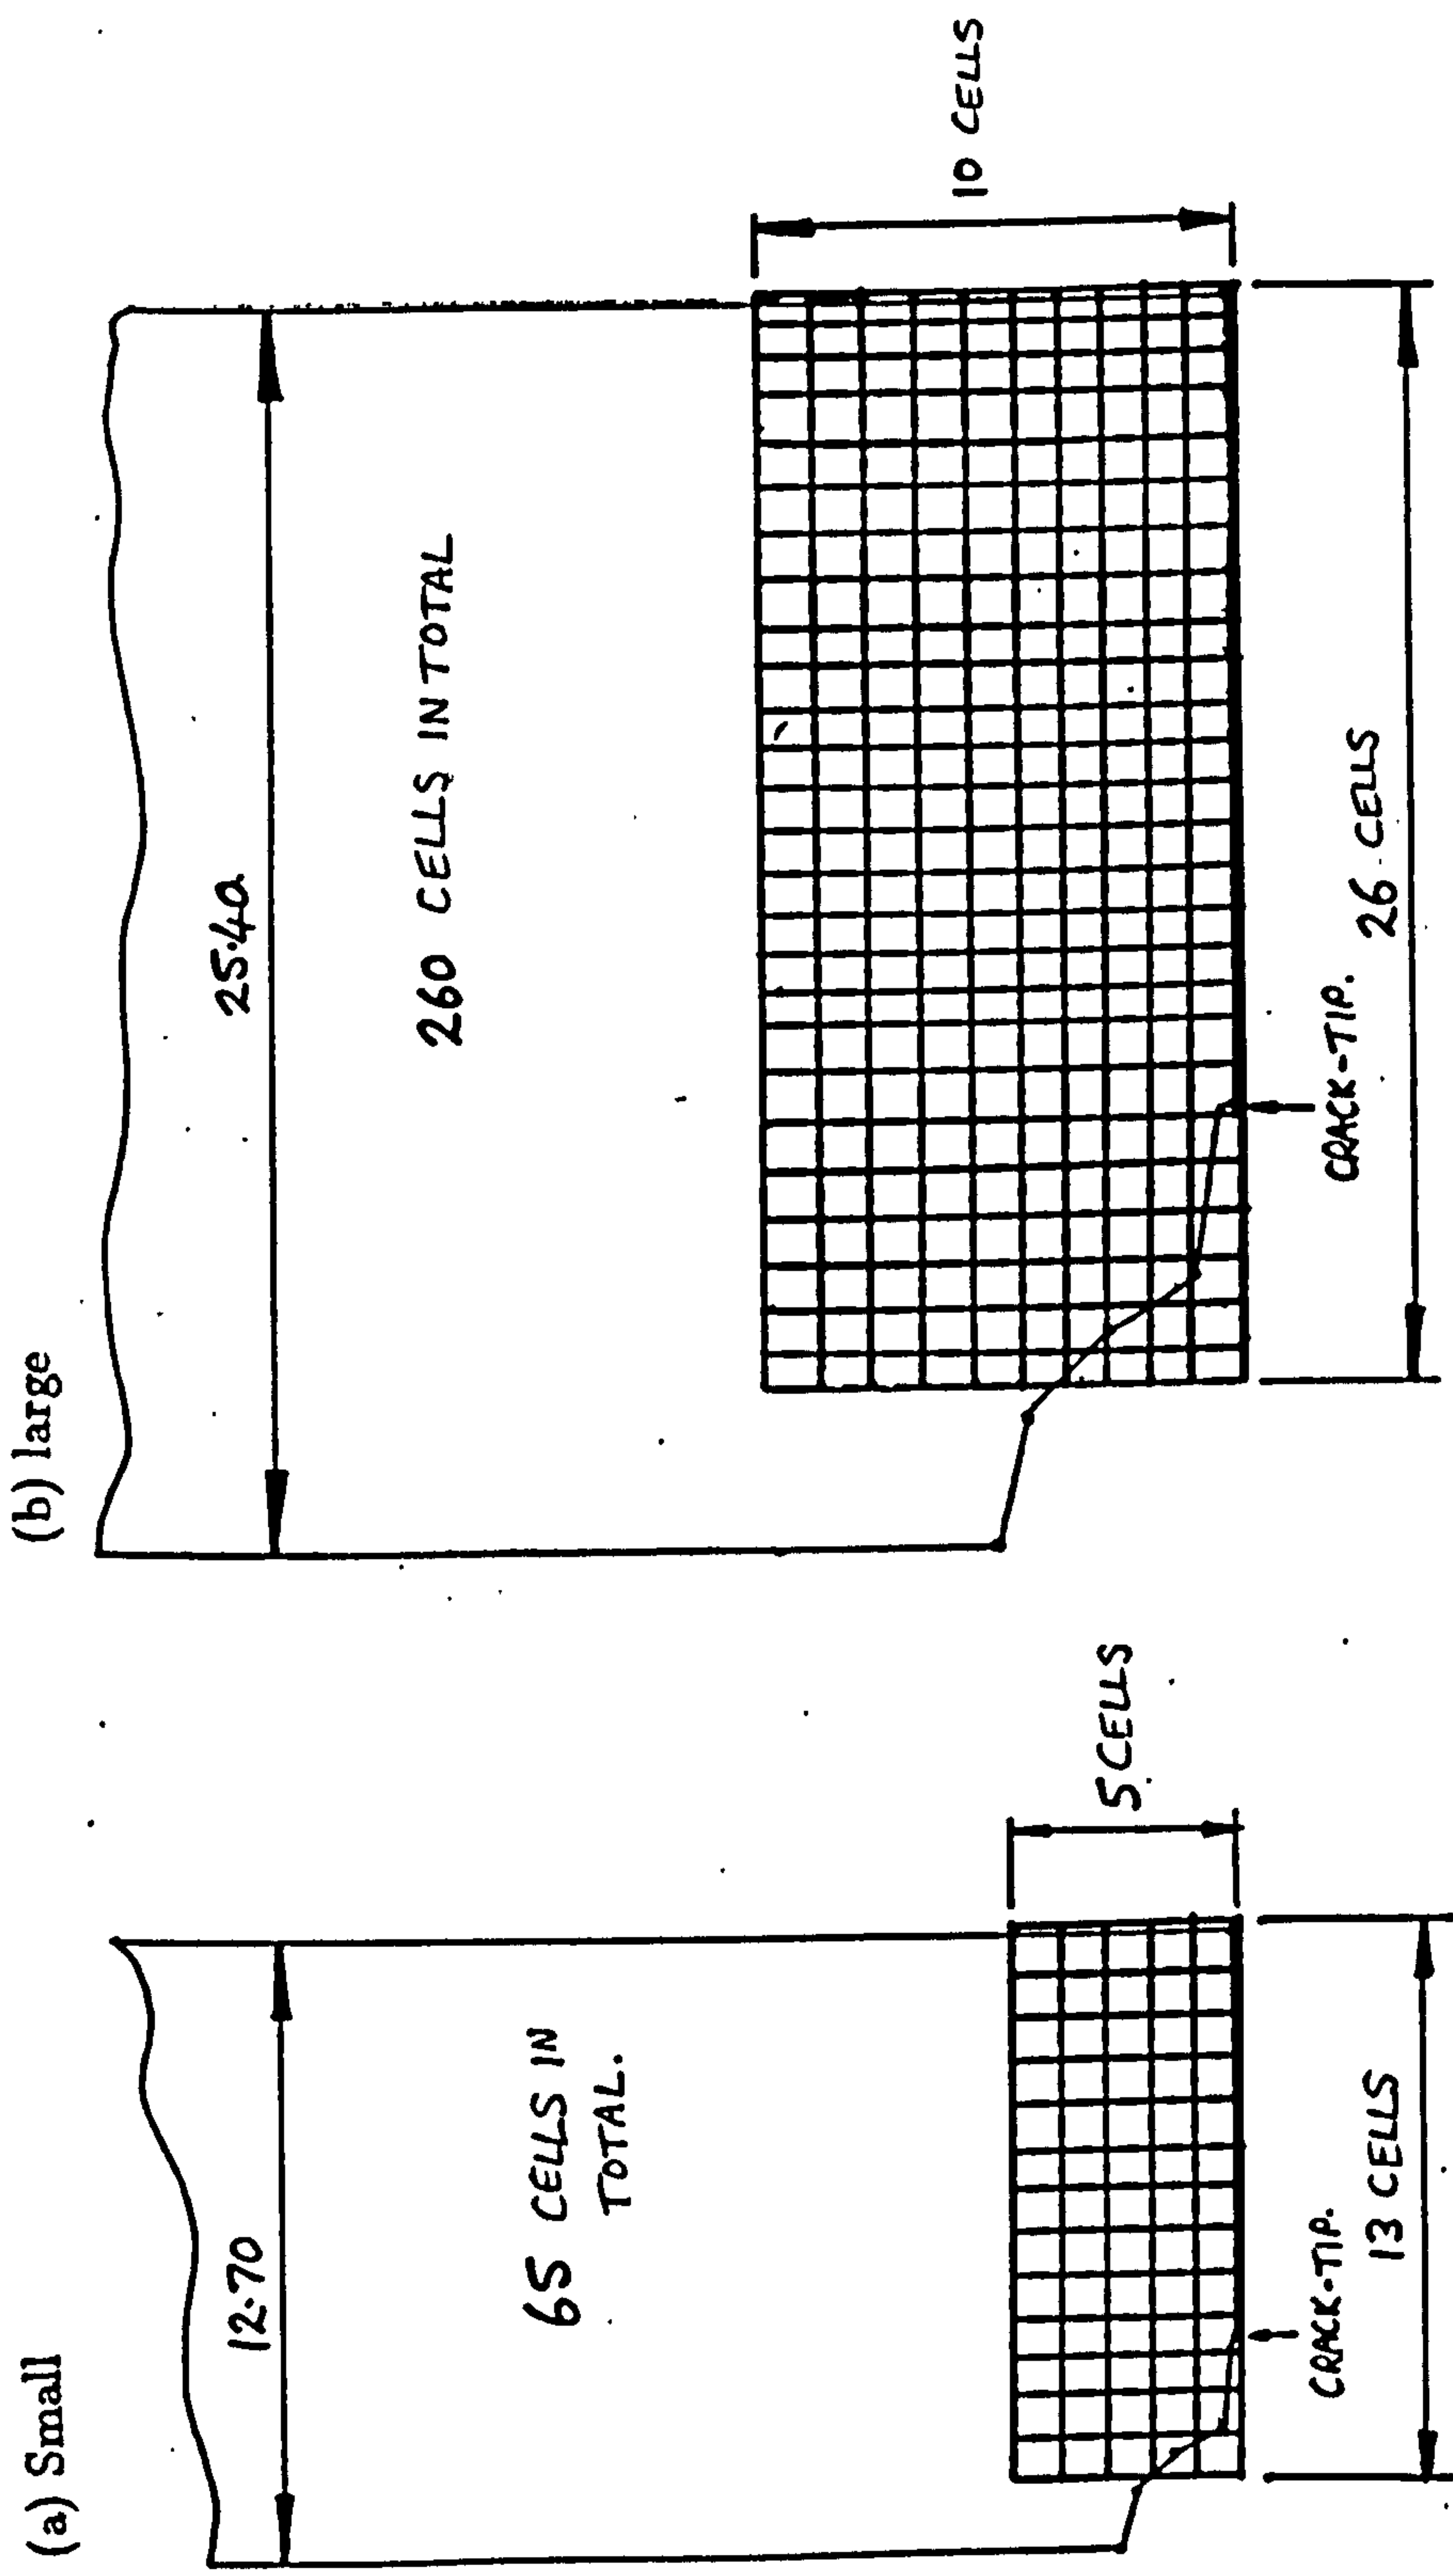 (a) Small
12.70
65 CELLS IN
TOTAL.
5 CELLS
CRACK-TIP.
13 CELLS
(b) large
25.40
260 CELLS IN TOTAL
10 CELLS
CRACK-TIP.
26 CELLS